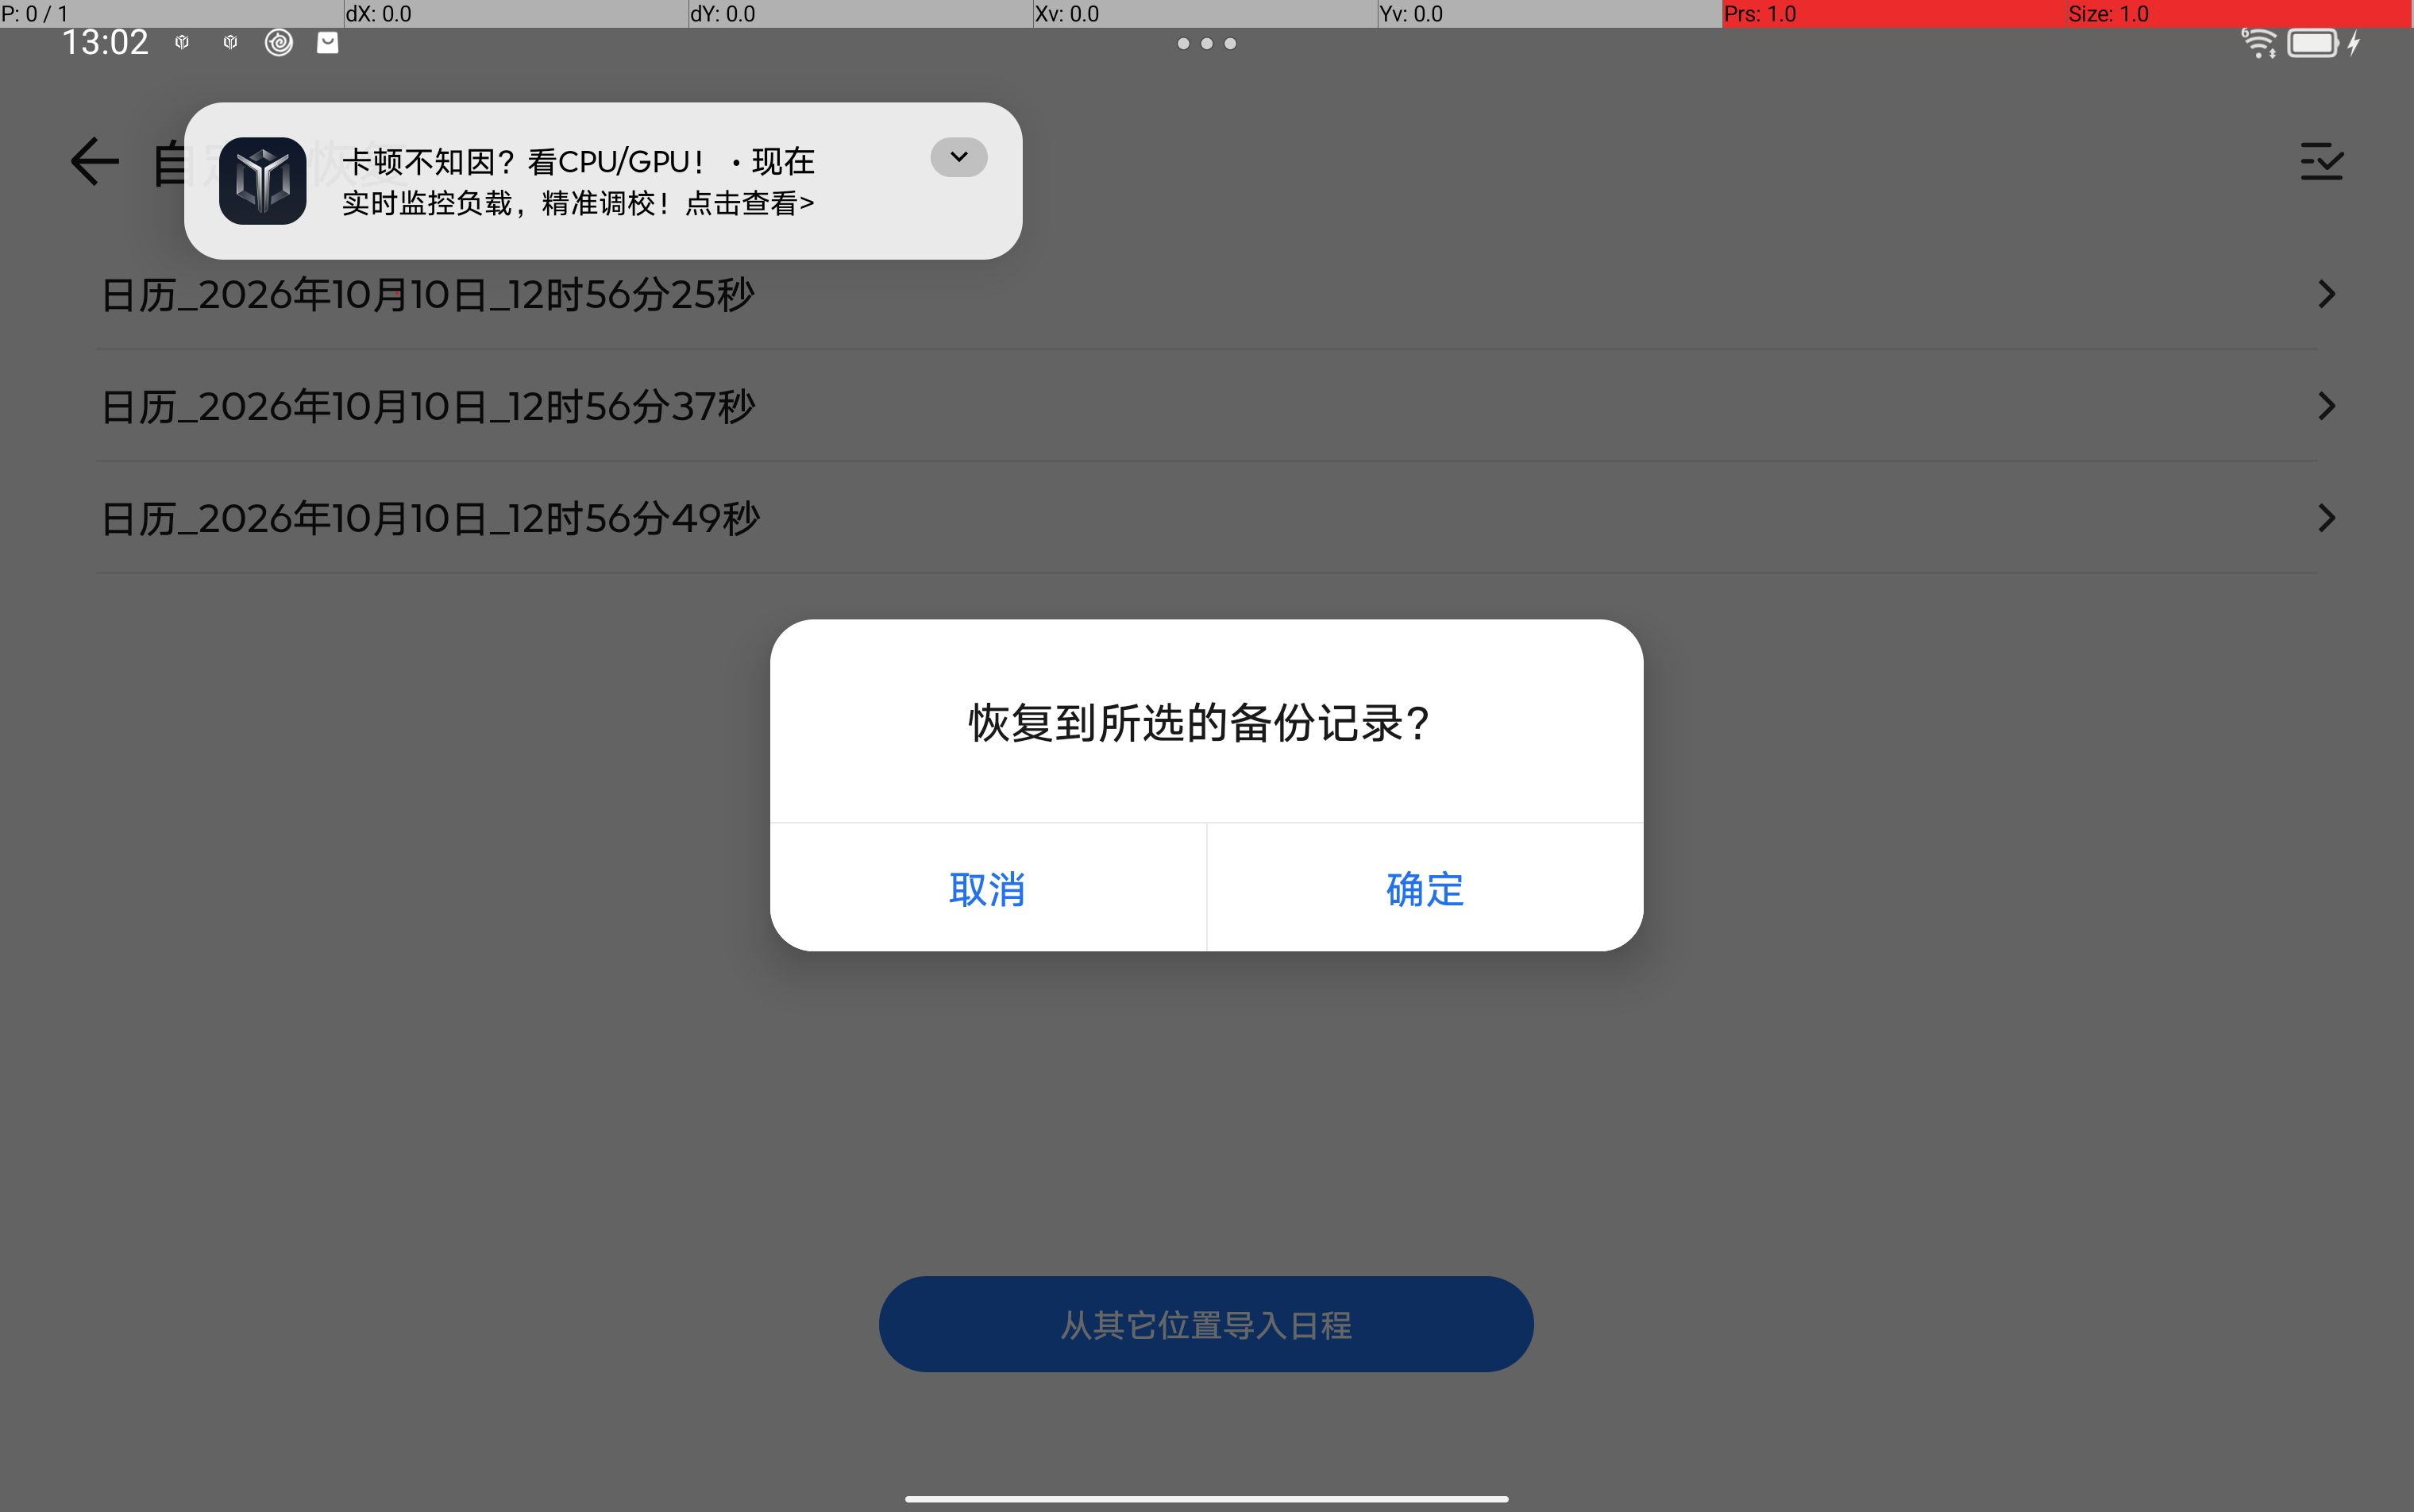 P: 0 / 1
dX: 0.0
dY: 0.0
Xv: 0.0
Yv: 0.0
Prs: 1.0
Size: 1.0
13:02
6
卡顿不知因？看CPU/GPU！ • 现在
实时监控负载，精准调校！点击查看>
自
恢复
日历_2026年10月10日_12时56分25秒
日历_2026年10月10日_12时56分37秒
日历_2026年10月10日_12时56分49秒
恢复到所选的备份记录？
取消
确定
从其它位置导入日程